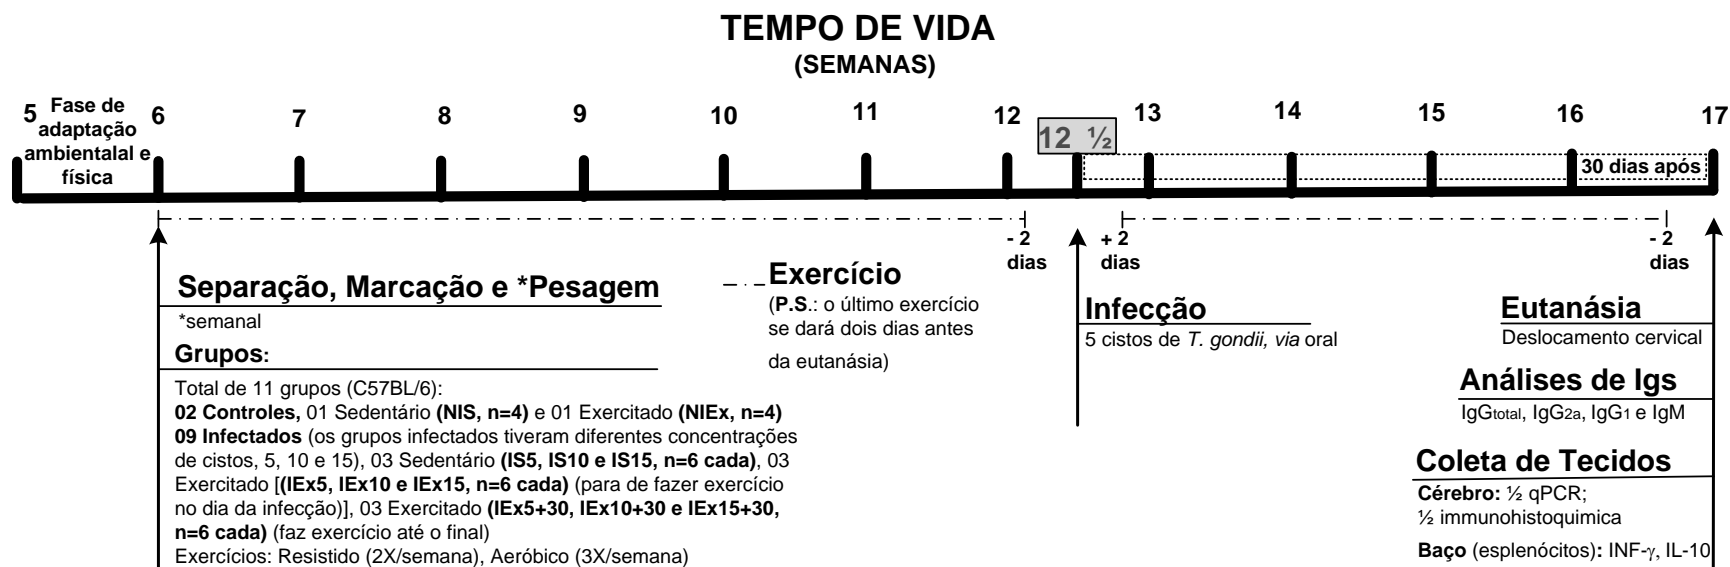 TEMPO DE VIDA
(SEMANAS)
5
Fase de
adaptação
ambientalal e
física
6
7
8
9
10
11
12
12 ½
13
14
15
16
17
30 dias após
- 2
dias
+ 2
dias
- 2
dias
Separação, Marcação e *Pesagem
*semanal
Grupos:
Total de 11 grupos (C57BL/6):
02 Controles, 01 Sedentário (NIS, n=4) e 01 Exercitado (NIEx, n=4)
09 Infectados (os grupos infectados tiveram diferentes concentrações
de cistos, 5, 10 e 15), 03 Sedentário (IS5, IS10 e IS15, n=6 cada), 03
Exercitado [(IEx5, IEx10 e IEx15, n=6 cada) (para de fazer exercício
no dia da infecção)], 03 Exercitado (IEx5+30, IEx10+30 e IEx15+30,
n=6 cada) (faz exercício até o final)
Exercícios: Resistido (2X/semana), Aeróbico (3X/semana)
Exercício
(P.S.: o último exercício
se dará dois dias antes
da eutanásia)
Infecção
5 cistos de T. gondii, via oral
Eutanásia
Deslocamento cervical
Análises de Igs
IgGtotal, IgG2a, IgG1 e IgM
Coleta de Tecidos
Cérebro: ½ qPCR;
½ immunohistoquimica
Baço (esplenócitos): INF-γ, IL-10